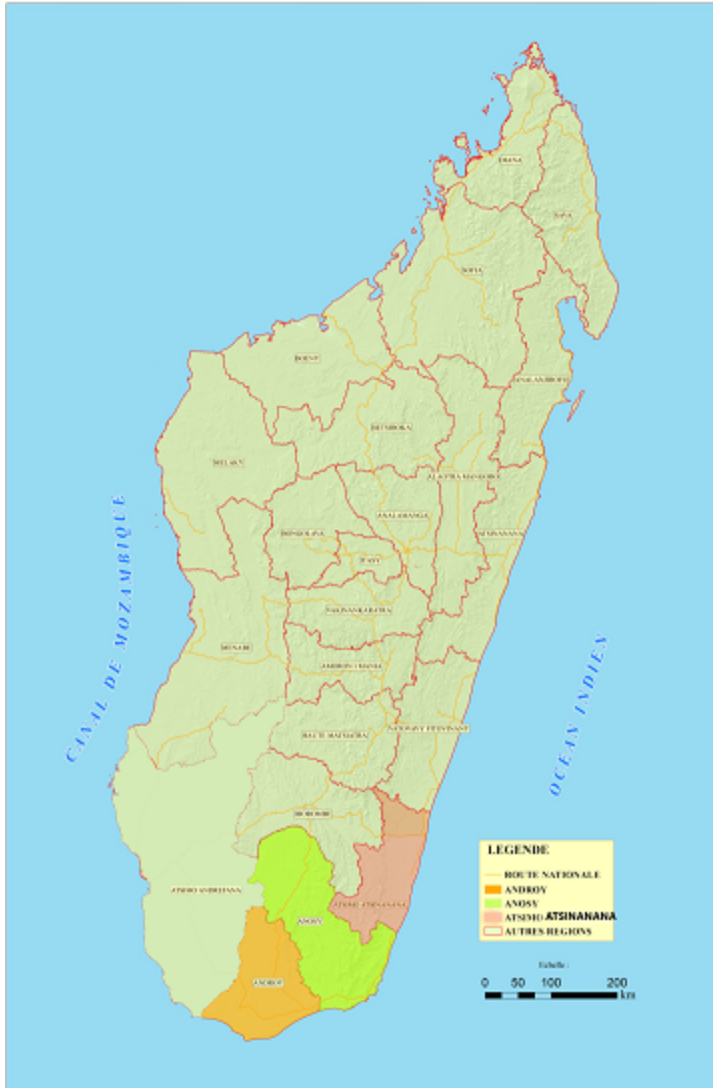 DIANA
SAVA
SOFIA
BOENY
ANALANJIROFO
BETSIBOKA
MELAKY
ALAOTRA MANGORO
ANALAMANGA
BONGOLAVA
ATSINANANA
ITASY
VAKINANKARATRA
MENABE
AMORON I MANIA
HAUTE MATSIATRA
VATOVAVY FITOVINANY
IHOROMBE
ATSIMO ANDREFANA
ATSIMO ATSINANANA
ANOSY
ANDROY
CANAL DE MOZAMBIQUE
OCEAN INDIEN
LEGENDE
ROUTE NATIONALE
ANDROY
ANOSY
ATSIMO ATSINANANA
AUTRES REGIONS
Echelle :
0 50 100 200
km